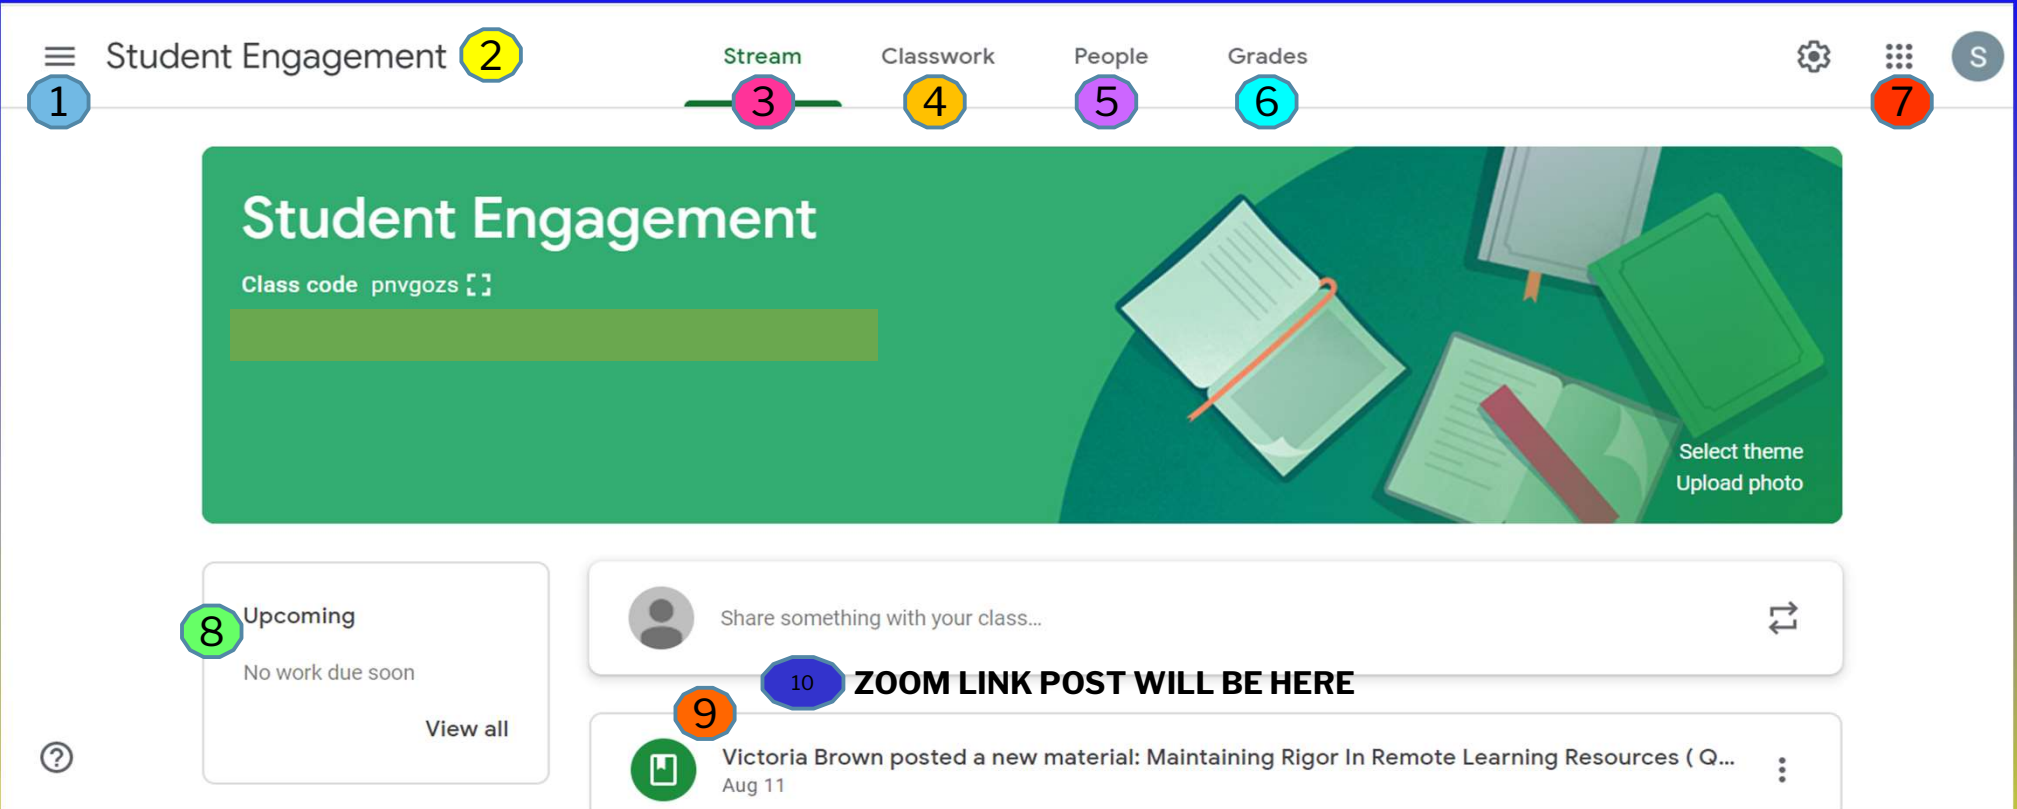 Student Engagement 2 Stream Classwork People Grades S
1 3 4 5 6 7
Student Engagement
Class code pnvgozs
Select theme
Upload photo
8 Upcoming
No work due soon
View all
Share something with your class...
10 ZOOM LINK POST WILL BE HERE
9
Victoria Brown posted a new material: Maintaining Rigor In Remote Learning Resources ( Q...
Aug 11